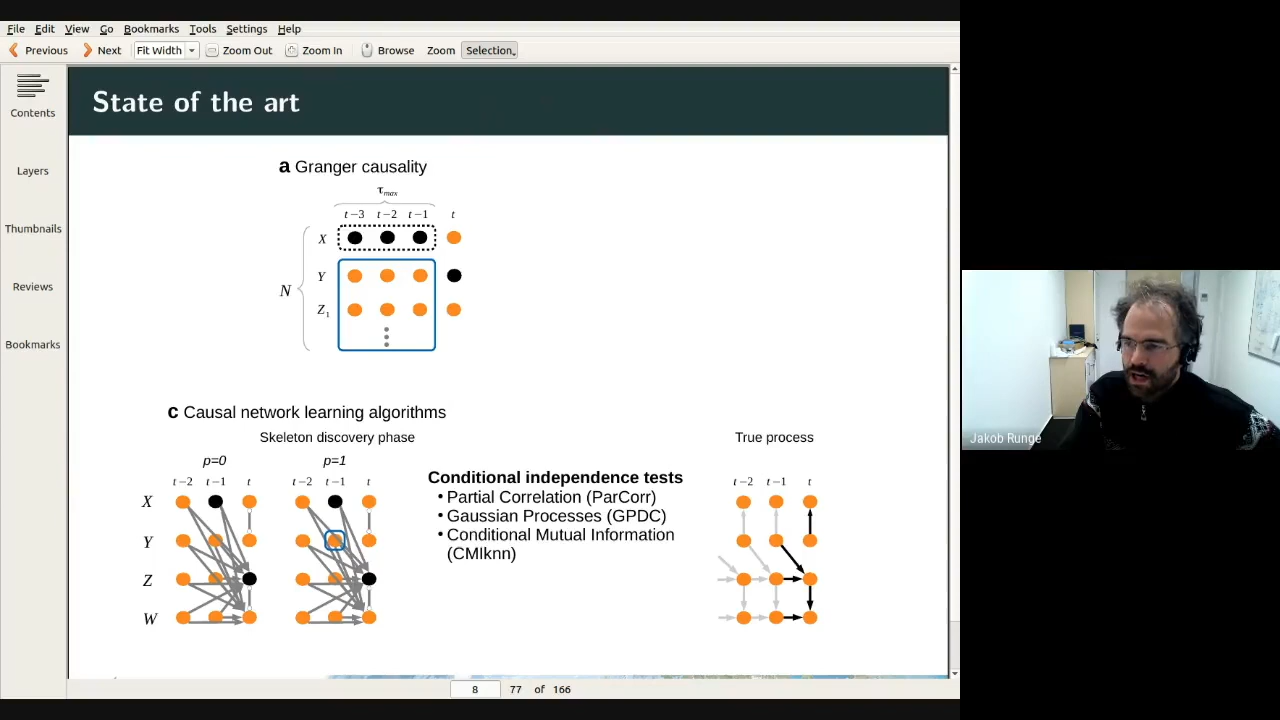 File Edit View Go Bookmarks Tools Settings Help
Previous Next Fit Width Zoom Out Zoom In Browse Zoom Selection
Contents
Layers
Thumbnails
Reviews
Bookmarks
State of the art
a Granger causality
τmax
t−3 t−2 t−1 t
X
Y
N
Z1
c Causal network learning algorithms
Skeleton discovery phase
True process
p=0 p=1
t−2 t−1 t t−2 t−1 t
t−2 t−1 t
X
Y
Z
W
Conditional independence tests
• Partial Correlation (ParCorr)
• Gaussian Processes (GPDC)
• Conditional Mutual Information
(CMIknn)
Jakob Runge
8 77 of 166